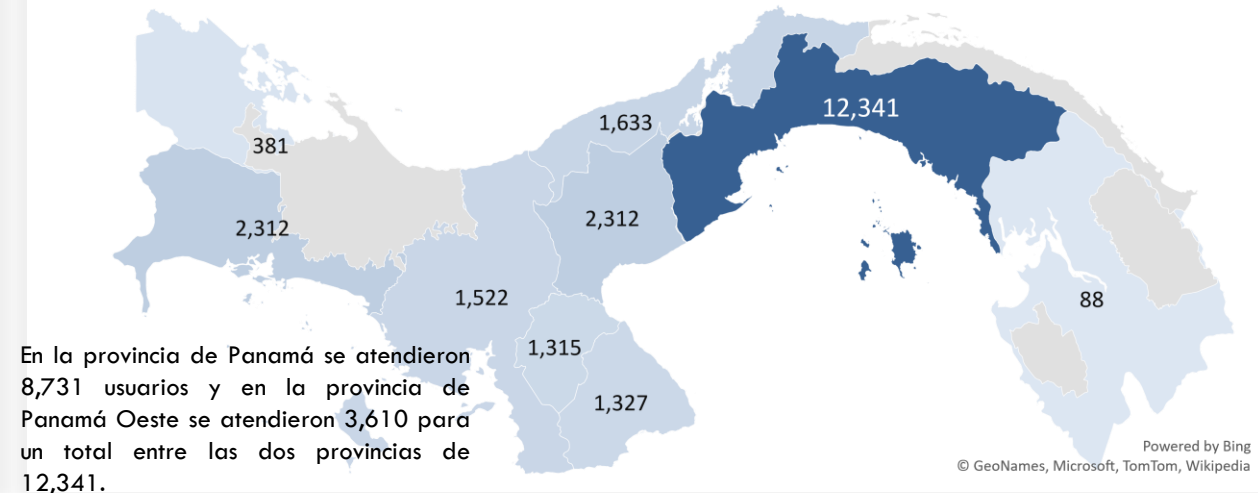 12,341
1,633
381
2,312
2,312
1,522
88
1,315
1,327
En la provincia de Panamá se atendieron
8,731 usuarios y en la provincia de
Panamá Oeste se atendieron 3,610 para
un total entre las dos provincias de
12,341.
Powered by Bing
© GeoNames, Microsoft, TomTom, Wikipedia